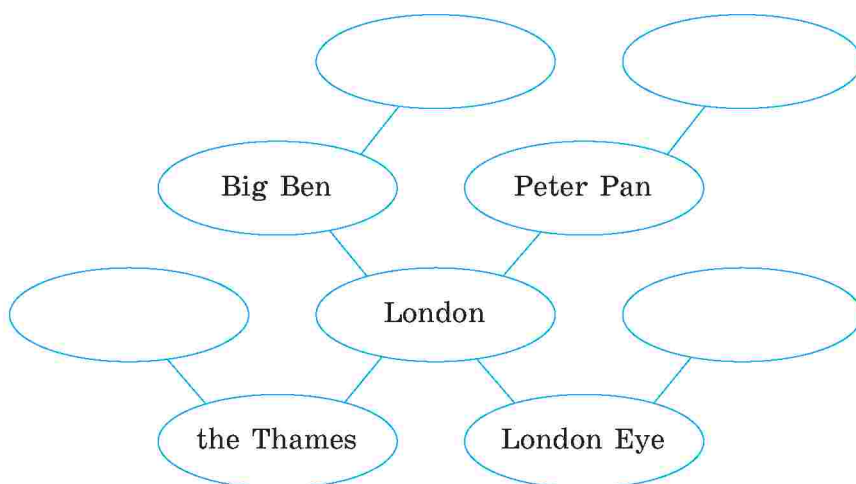 Big Ben
Peter Pan
London
the Thames
London Eye